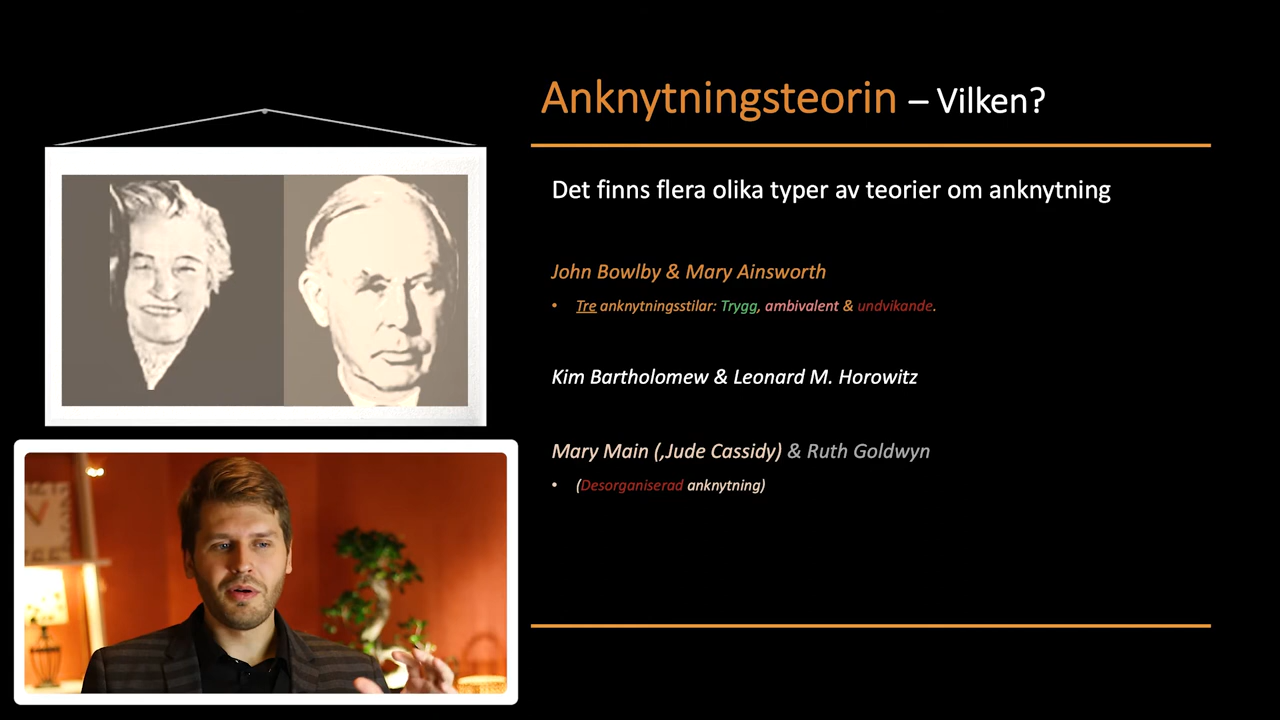 Anknytningsteorin – Vilken?
Det finns flera olika typer av teorier om anknytning
John Bowlby & Mary Ainsworth
• Tre anknytningsstilar: Trygg, ambivalent & undvikande.
Kim Bartholomew & Leonard M. Horowitz
Mary Main (,Jude Cassidy) & Ruth Goldwyn
• (Desorganiserad anknytning)